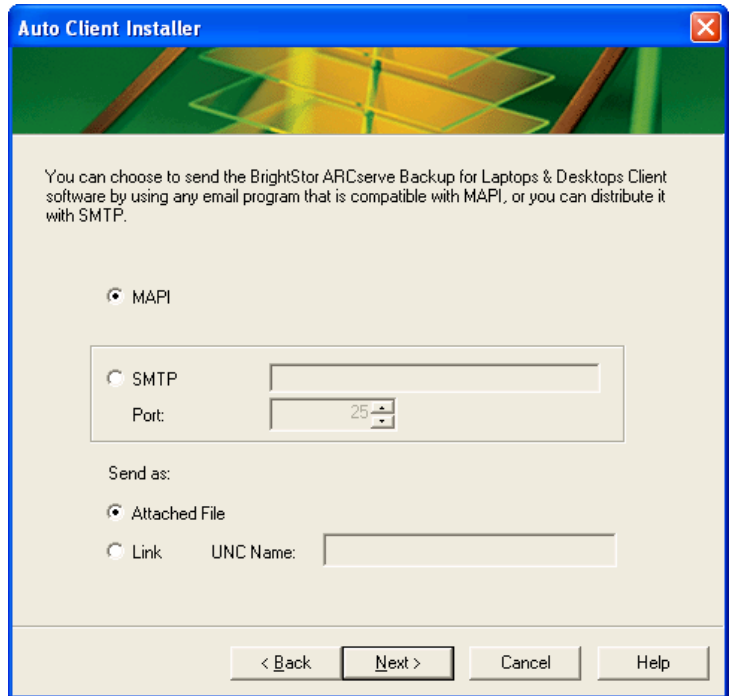 Auto Client Installer
You can choose to send the BrightStor ARCserve Backup for Laptops & Desktops Client
software by using any email program that is compatible with MAPI, or you can distribute it
with SMTP.
MAPI
SMTP
Port: 25
Send as:
Attached File
Link UNC Name:
< Back Next > Cancel Help